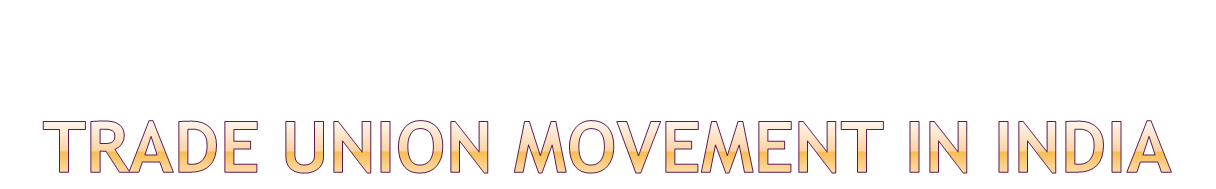 TRADE UNION MOVEMENT IN INDIA